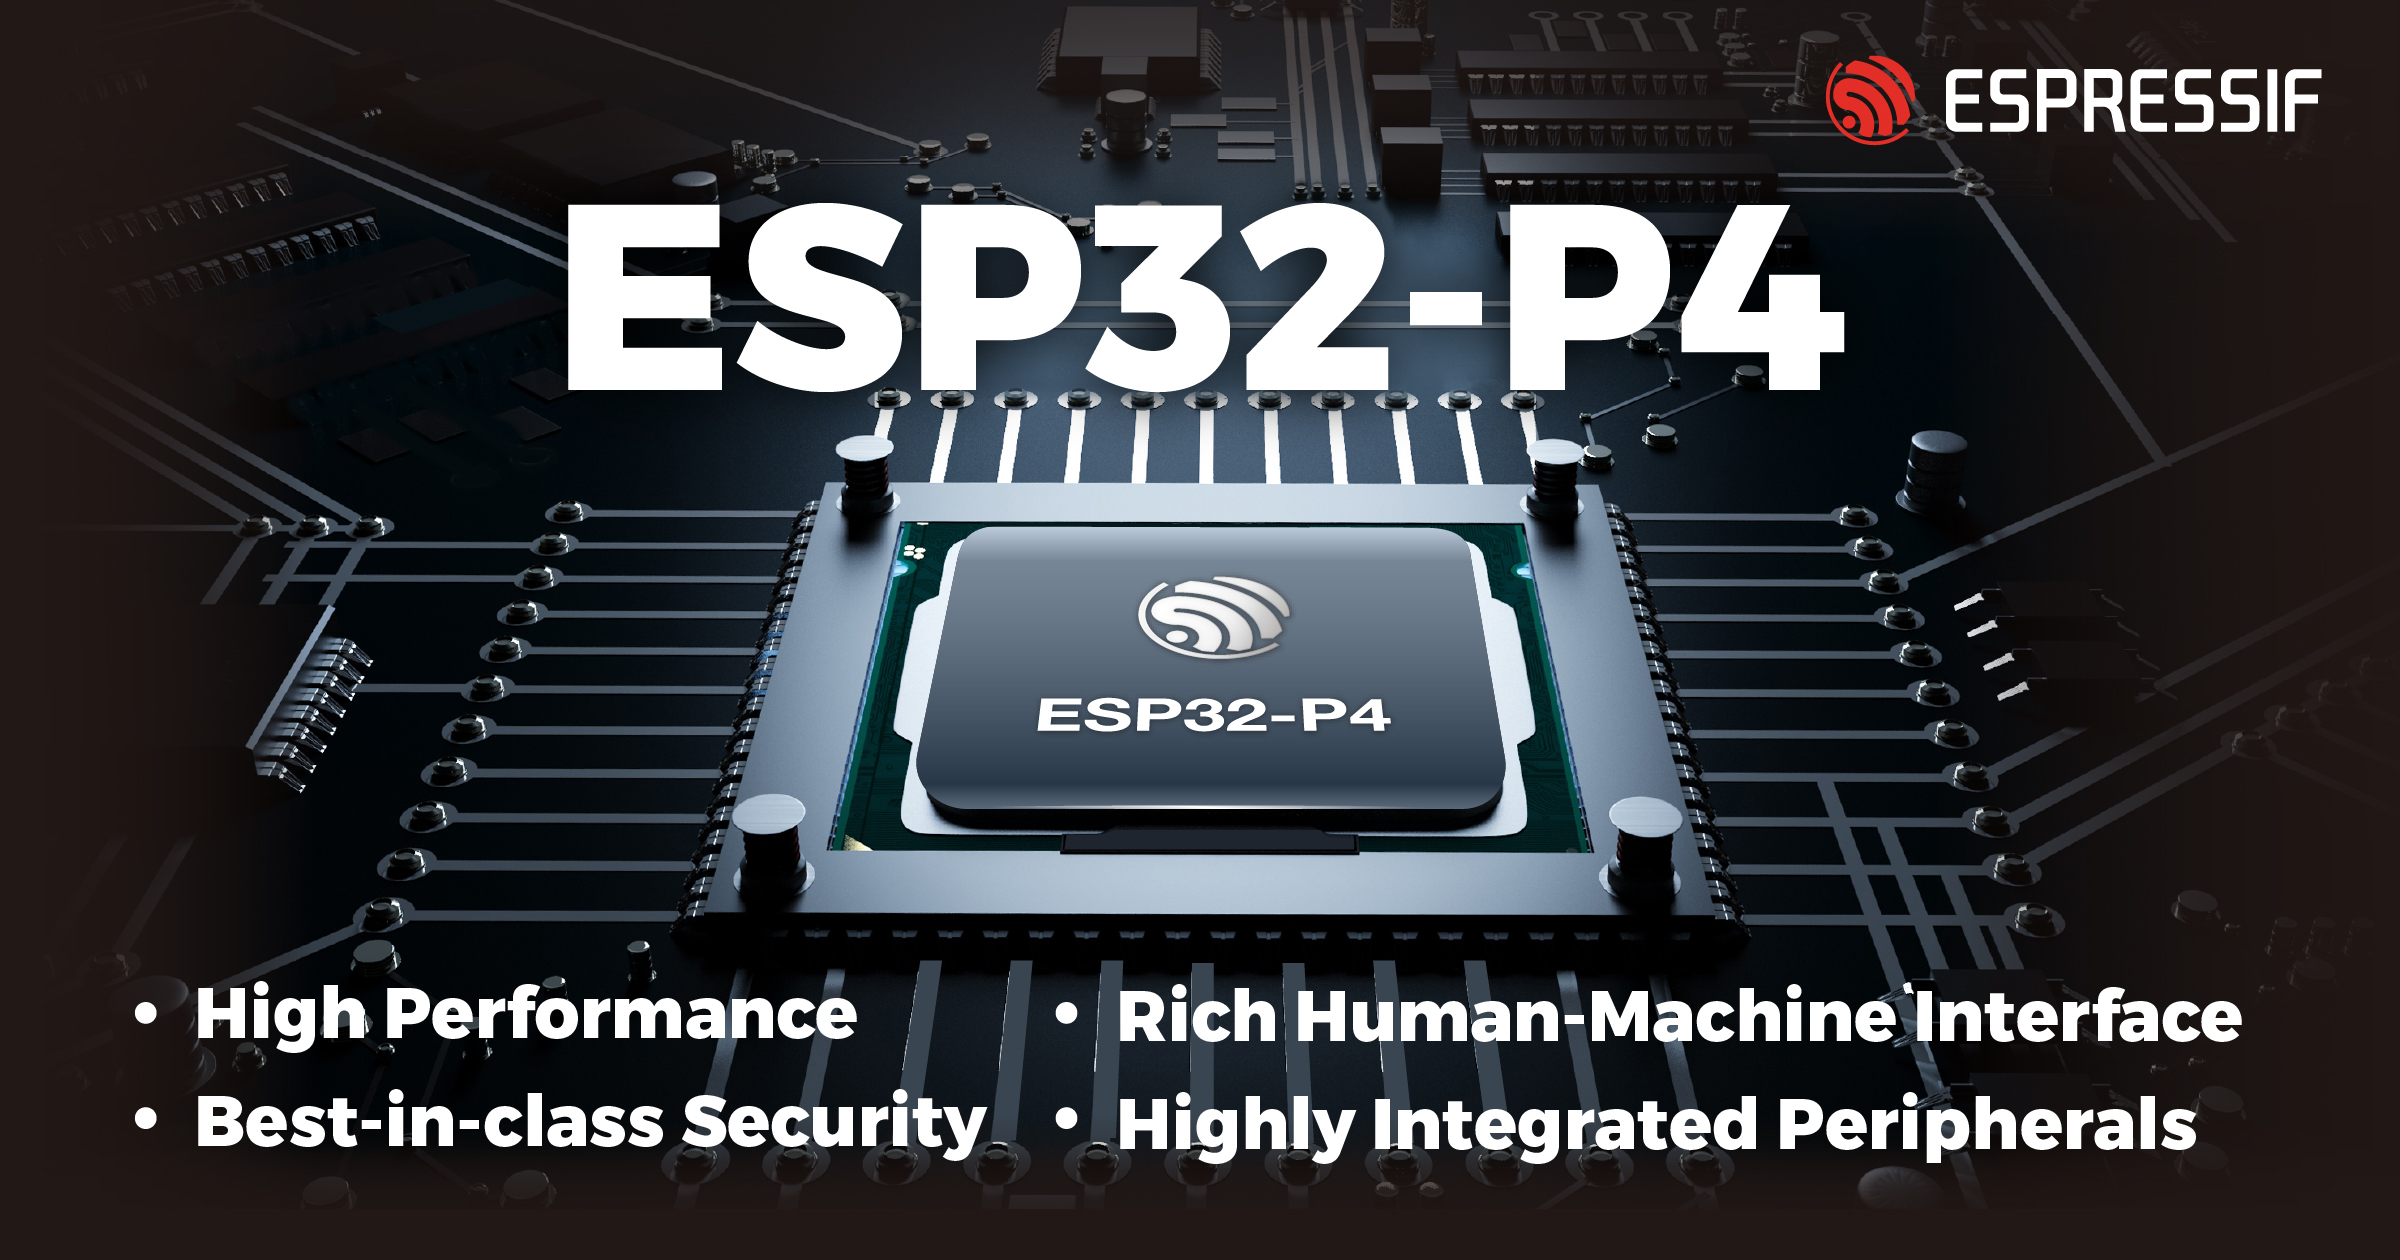 ESPRESSIF
ESP32-P4
ESP32-P4
• High Performance
• Best-in-class Security
• Rich Human-Machine Interface
• Highly Integrated Peripherals